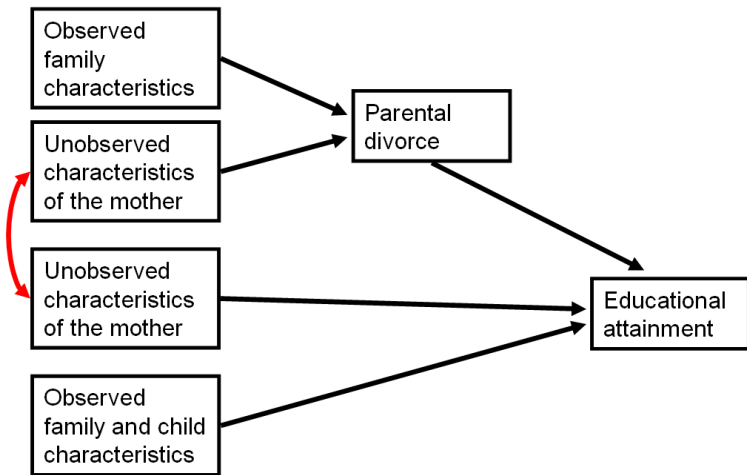 Observed
family
characteristics
Parental
divorce
Unobserved
characteristics
of the mother
Unobserved
characteristics
of the mother
Educational
attainment
Observed
family and child
characteristics